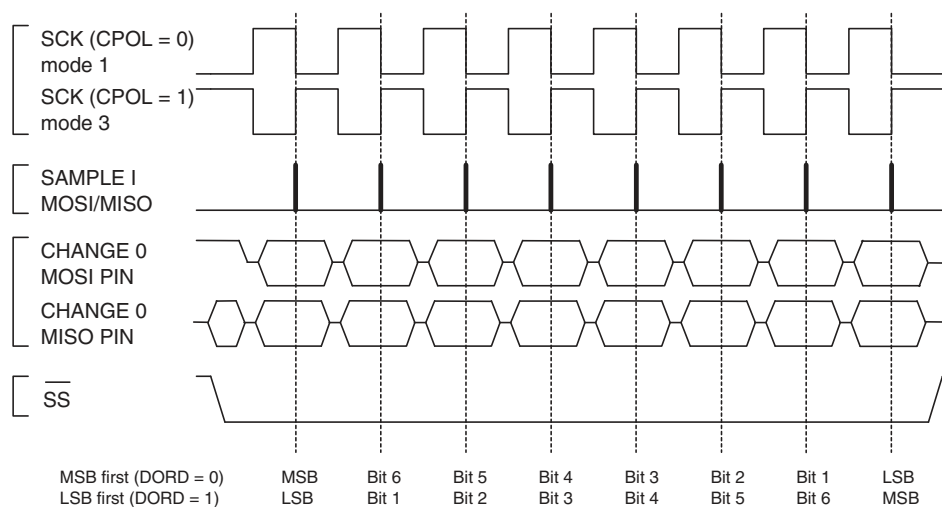 SCK (CPOL = 0)
mode 1
SCK (CPOL = 1)
mode 3
SAMPLE I
MOSI/MISO
CHANGE 0
MOSI PIN
CHANGE 0
MISO PIN
SS
MSB first (DORD = 0) MSB Bit 6 Bit 5 Bit 4 Bit 3 Bit 2 Bit 1 LSB
LSB first (DORD = 1) LSB Bit 1 Bit 2 Bit 3 Bit 4 Bit 5 Bit 6 MSB